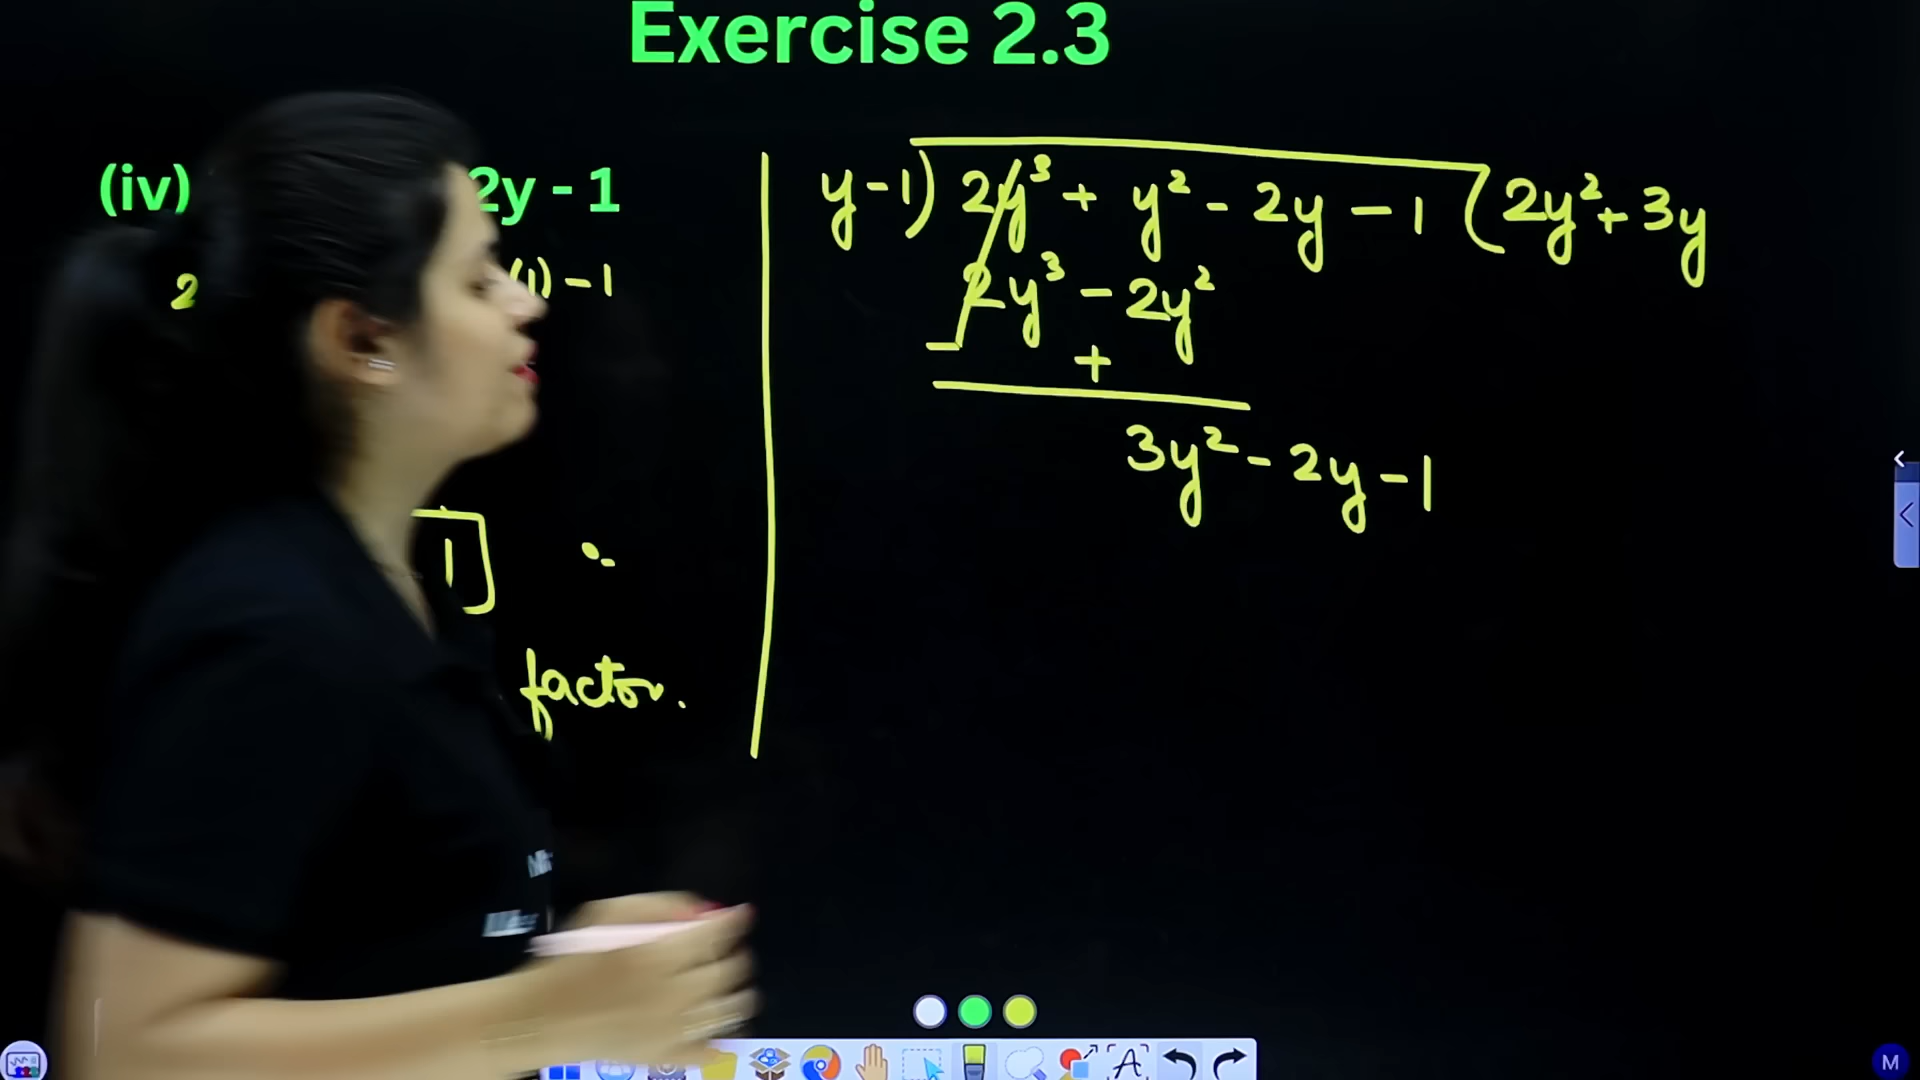 Exercise 2.3
(iv) 2y - 1
2 (1) - 1
1
factor.
y - 1) 2y³ + y² - 2y - 1 (2y² + 3y
2y³ - 2y²
- +
3y² - 2y - 1
M